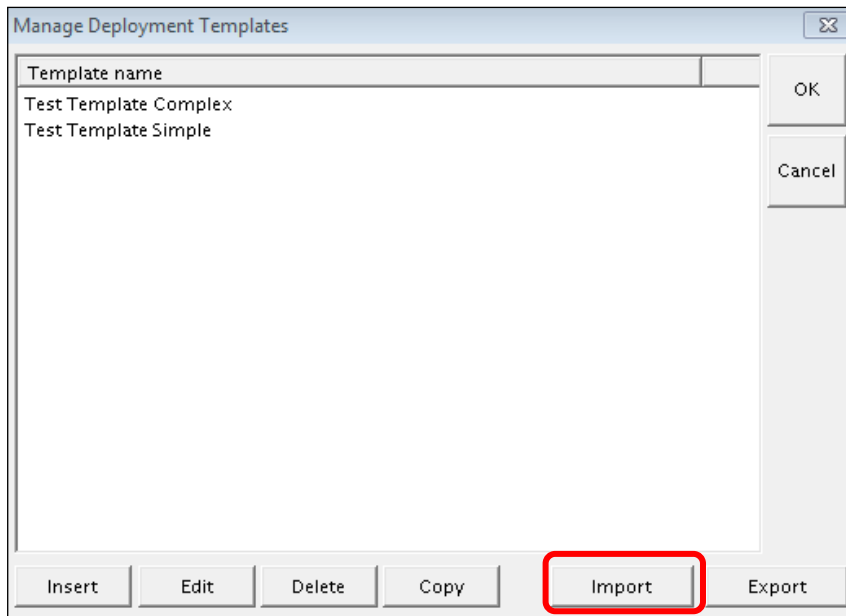 Manage Deployment Templates
Template name
OK
Test Template Complex
Test Template Simple
Cancel
Insert Edit Delete Copy Import Export